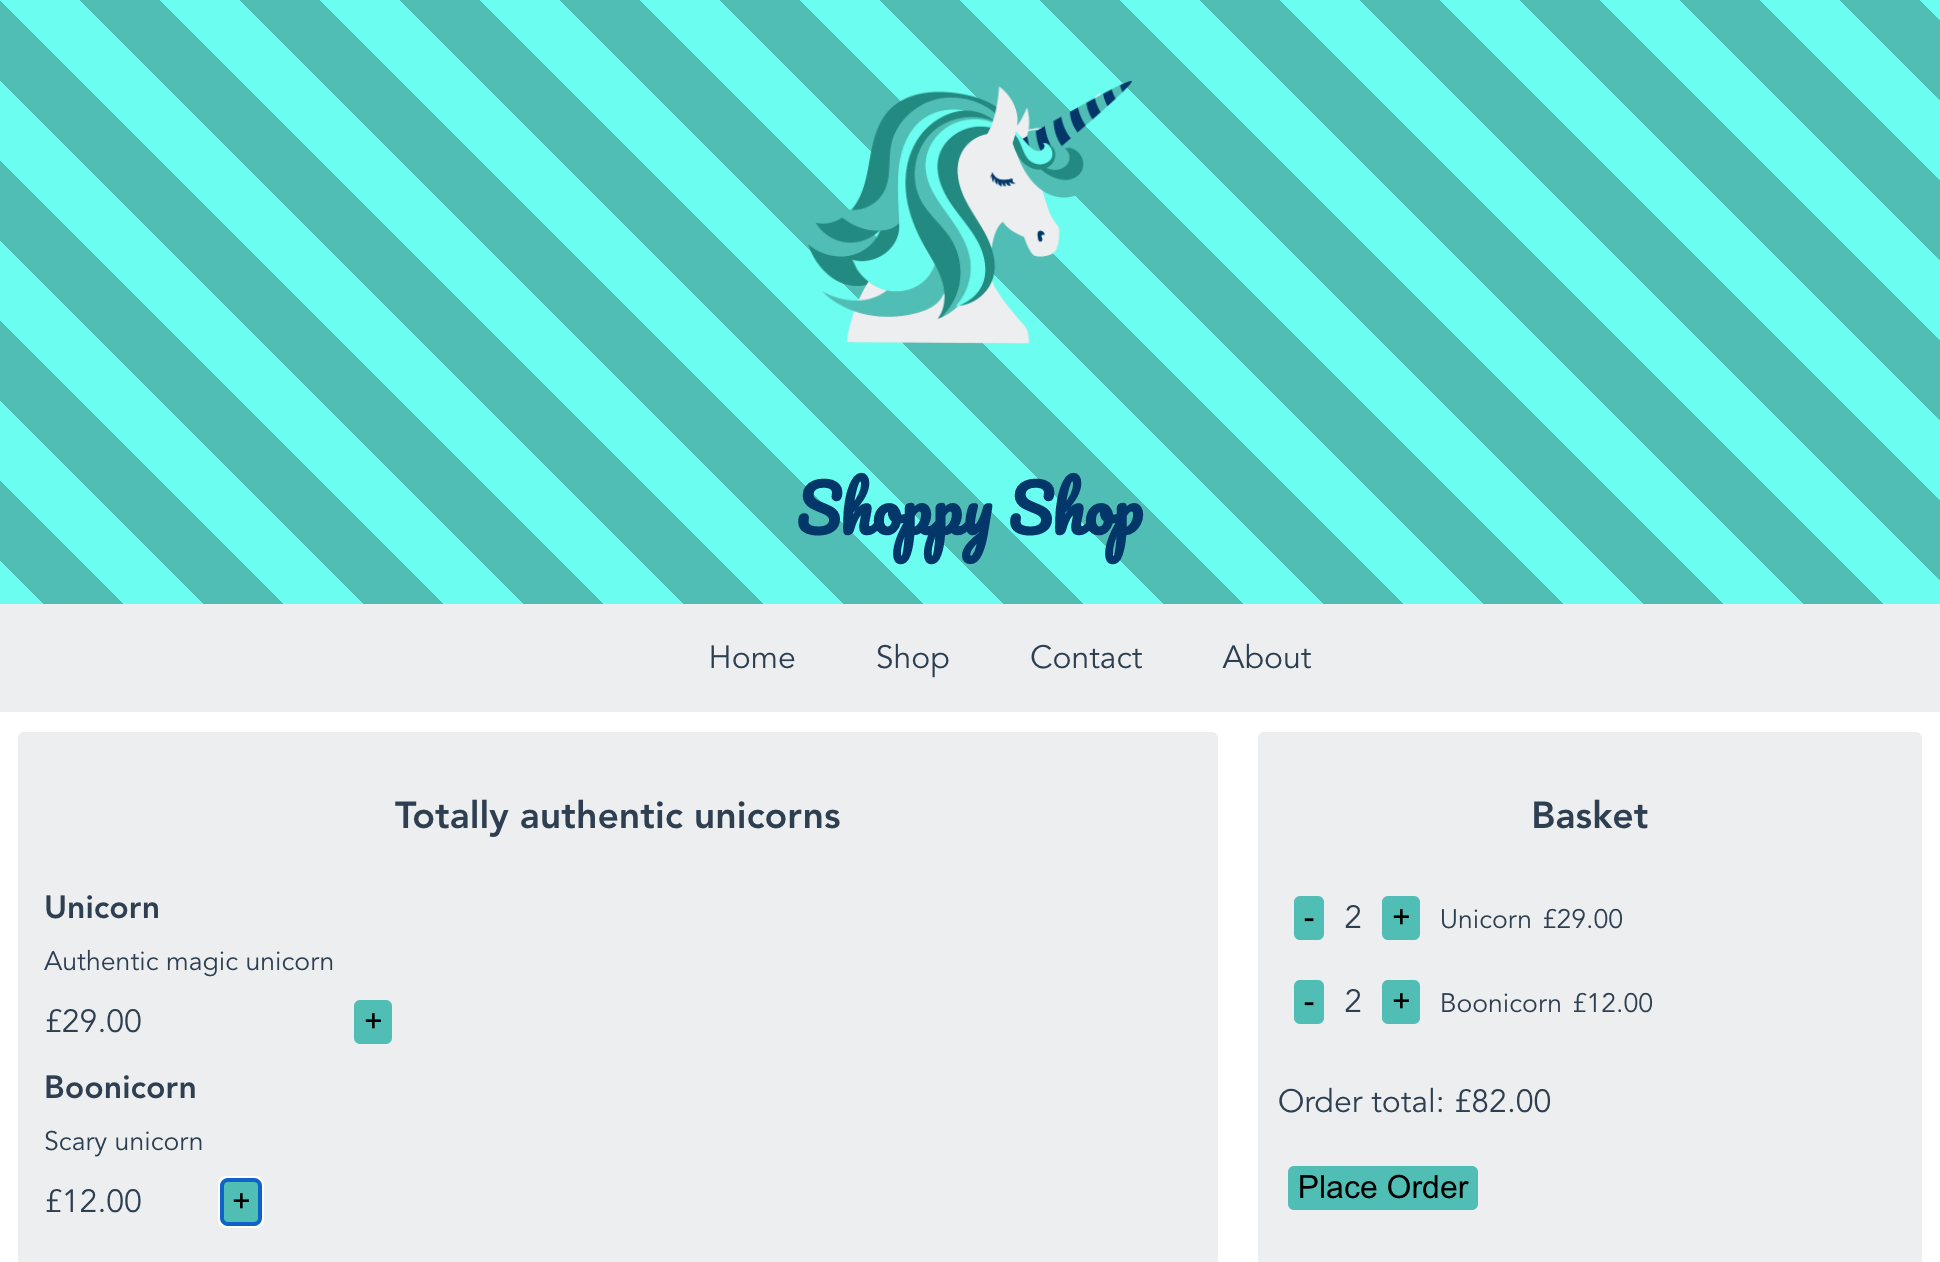 Shoppy Shop
Home Shop Contact About
Totally authentic unicorns
Unicorn
Authentic magic unicorn
£29.00 +
Boonicorn
Scary unicorn
£12.00 +
Basket
- 2 + Unicorn £29.00
- 2 + Boonicorn £12.00
Order total: £82.00
Place Order